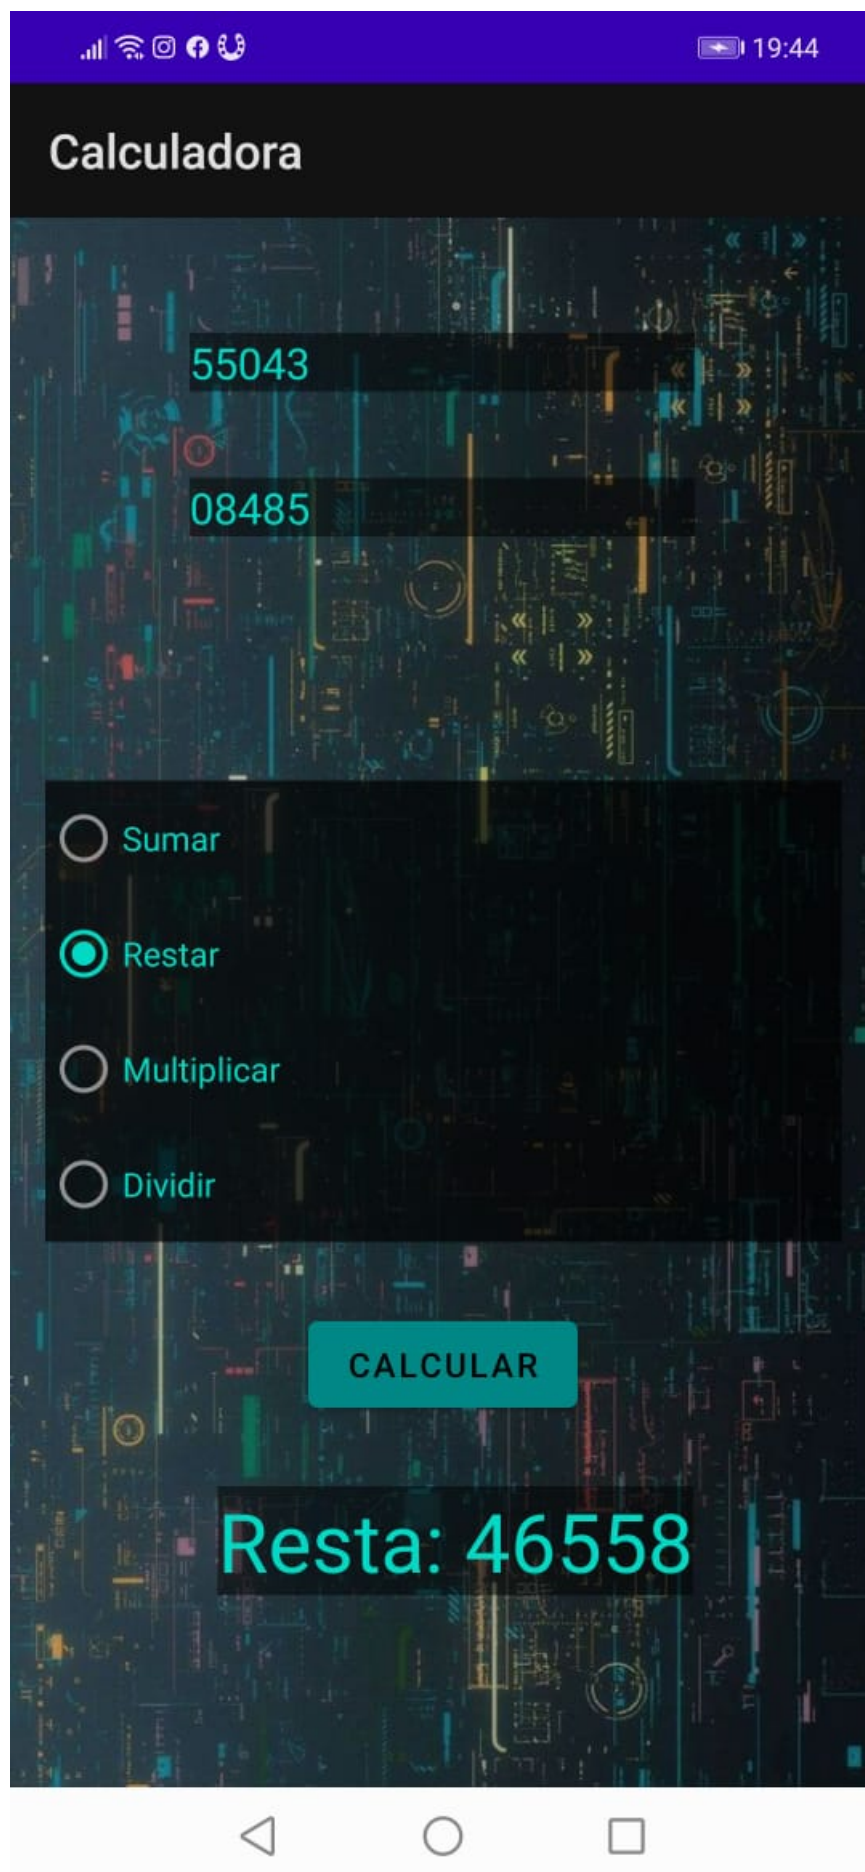 19:44
Calculadora
55043
08485
Sumar
Restar
Multiplicar
Dividir
CALCULAR
Resta: 46558